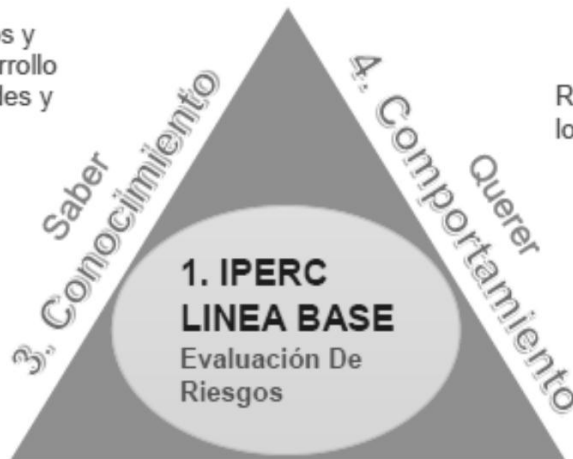 s y
rrollo
les y
R
lo
Saber
3. Conocimiento
4. Comportamiento
Querer
1. IPERC
LINEA BASE
Evaluación De
Riesgos